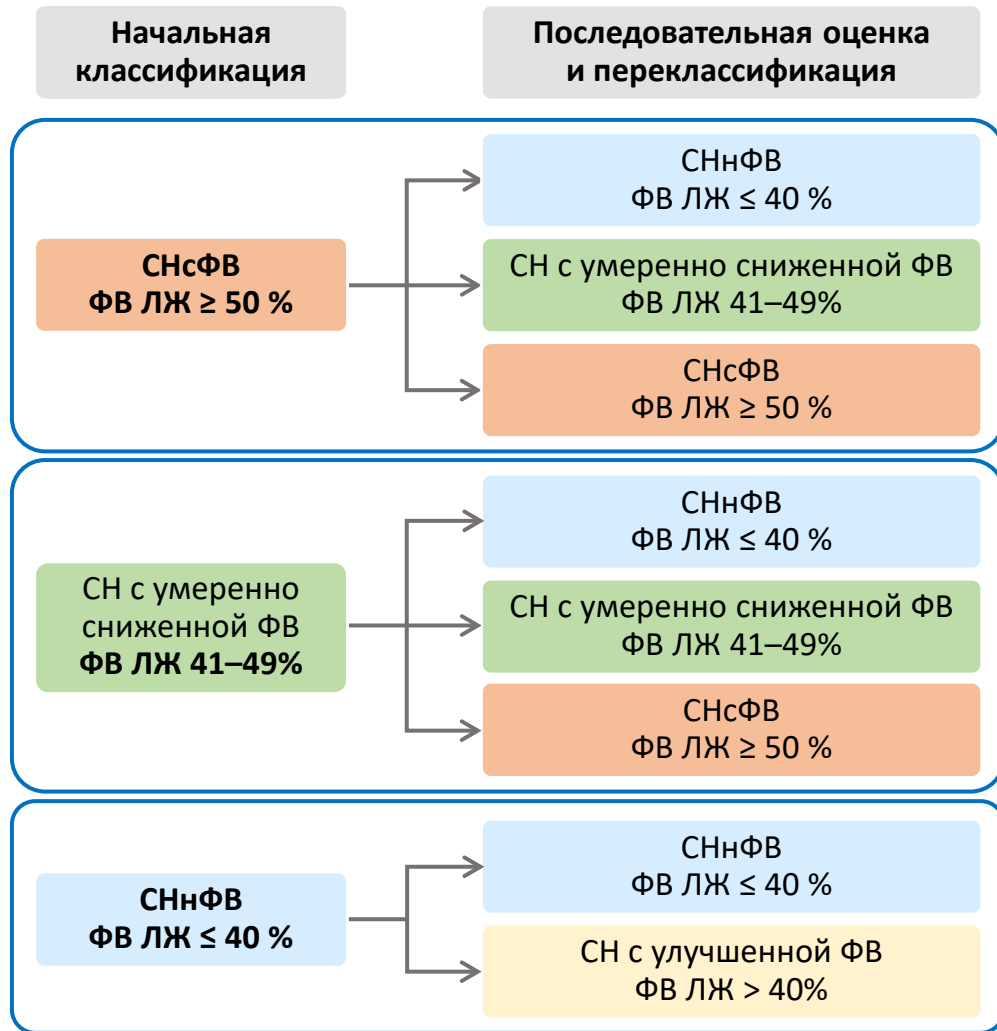 Начальная
классификация
Последовательная оценка
и переклассификация
СНсФВ
ФВ ЛЖ ≥ 50 %
СНнФВ
ФВ ЛЖ ≤ 40 %
СН с умеренно сниженной ФВ
ФВ ЛЖ 41–49%
СНсФВ
ФВ ЛЖ ≥ 50 %
СН с умеренно
сниженной ФВ
ФВ ЛЖ 41–49%
СНнФВ
ФВ ЛЖ ≤ 40 %
СН с умеренно сниженной ФВ
ФВ ЛЖ 41–49%
СНсФВ
ФВ ЛЖ ≥ 50 %
СНнФВ
ФВ ЛЖ ≤ 40 %
СНнФВ
ФВ ЛЖ ≤ 40 %
СН с улучшенной ФВ
ФВ ЛЖ > 40%